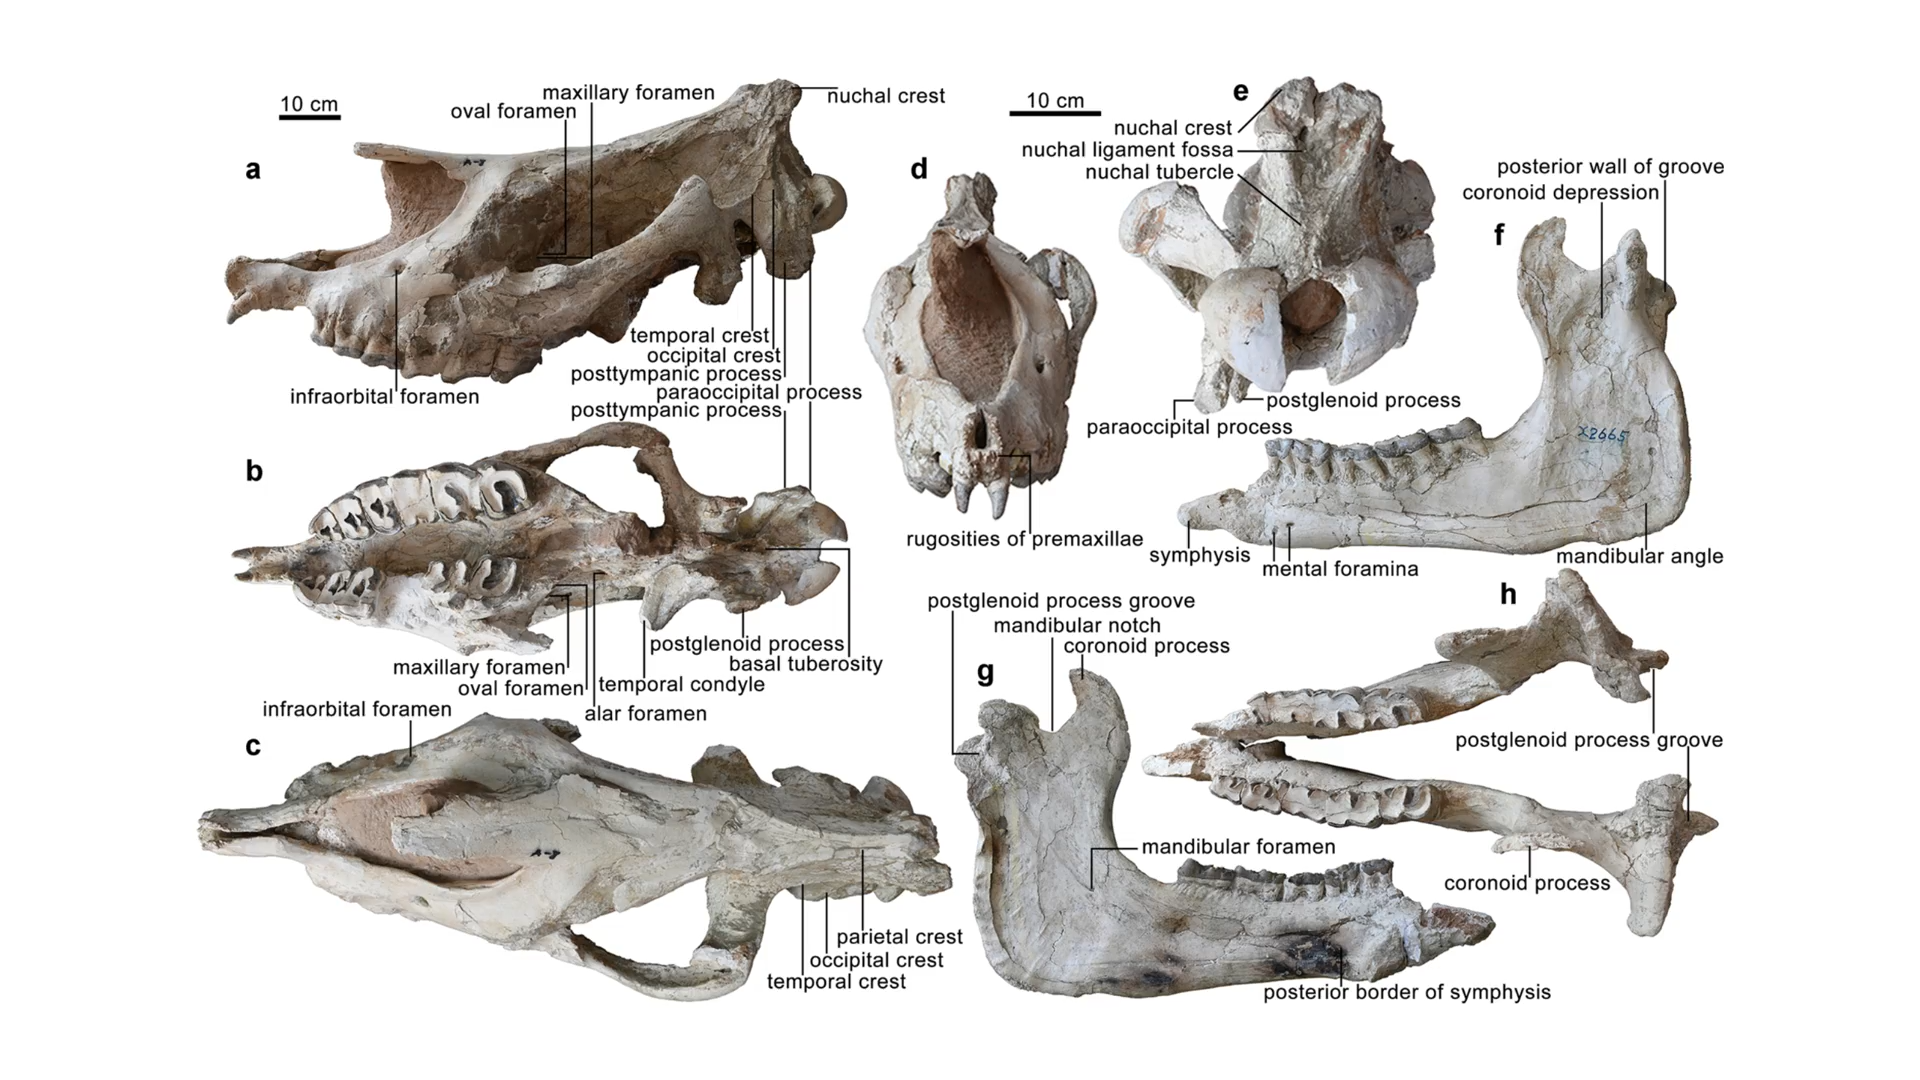 10 cm
maxillary foramen
oval foramen
nuchal crest
a
A-3
temporal crest
occipital crest
posttympanic process
paraoccipital process
posttympanic process
infraorbital foramen
b
postglenoid process
basal tuberosity
maxillary foramen
oval foramen
temporal condyle
alar foramen
infraorbital foramen
c
A-3
parietal crest
occipital crest
temporal crest
10 cm
d
rugosities of premaxillae
e
nuchal crest
nuchal ligament fossa
nuchal tubercle
postglenoid process
paraoccipital process
posterior wall of groove
coronoid depression
f
X2665
symphysis
mental foramina
mandibular angle
postglenoid process groove
mandibular notch
coronoid process
g
mandibular foramen
posterior border of symphysis
h
postglenoid process groove
coronoid process